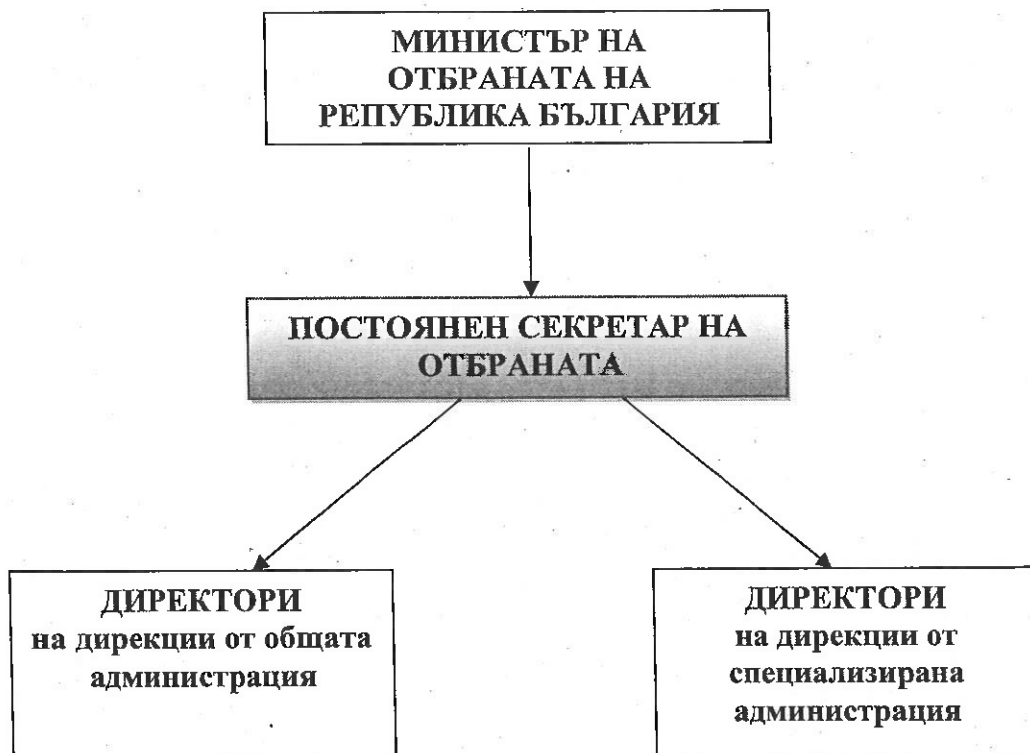 МИНИСТЪР НА
ОТБРАНАТА НА
РЕПУБЛИКА БЪЛГАРИЯ
ПОСТОЯНЕН СЕКРЕТАР НА
ОТБРАНАТА
ДИРЕКТОРИ
на дирекции от общата
администрация
ДИРЕКТОРИ
на дирекции от
специализирана
администрация